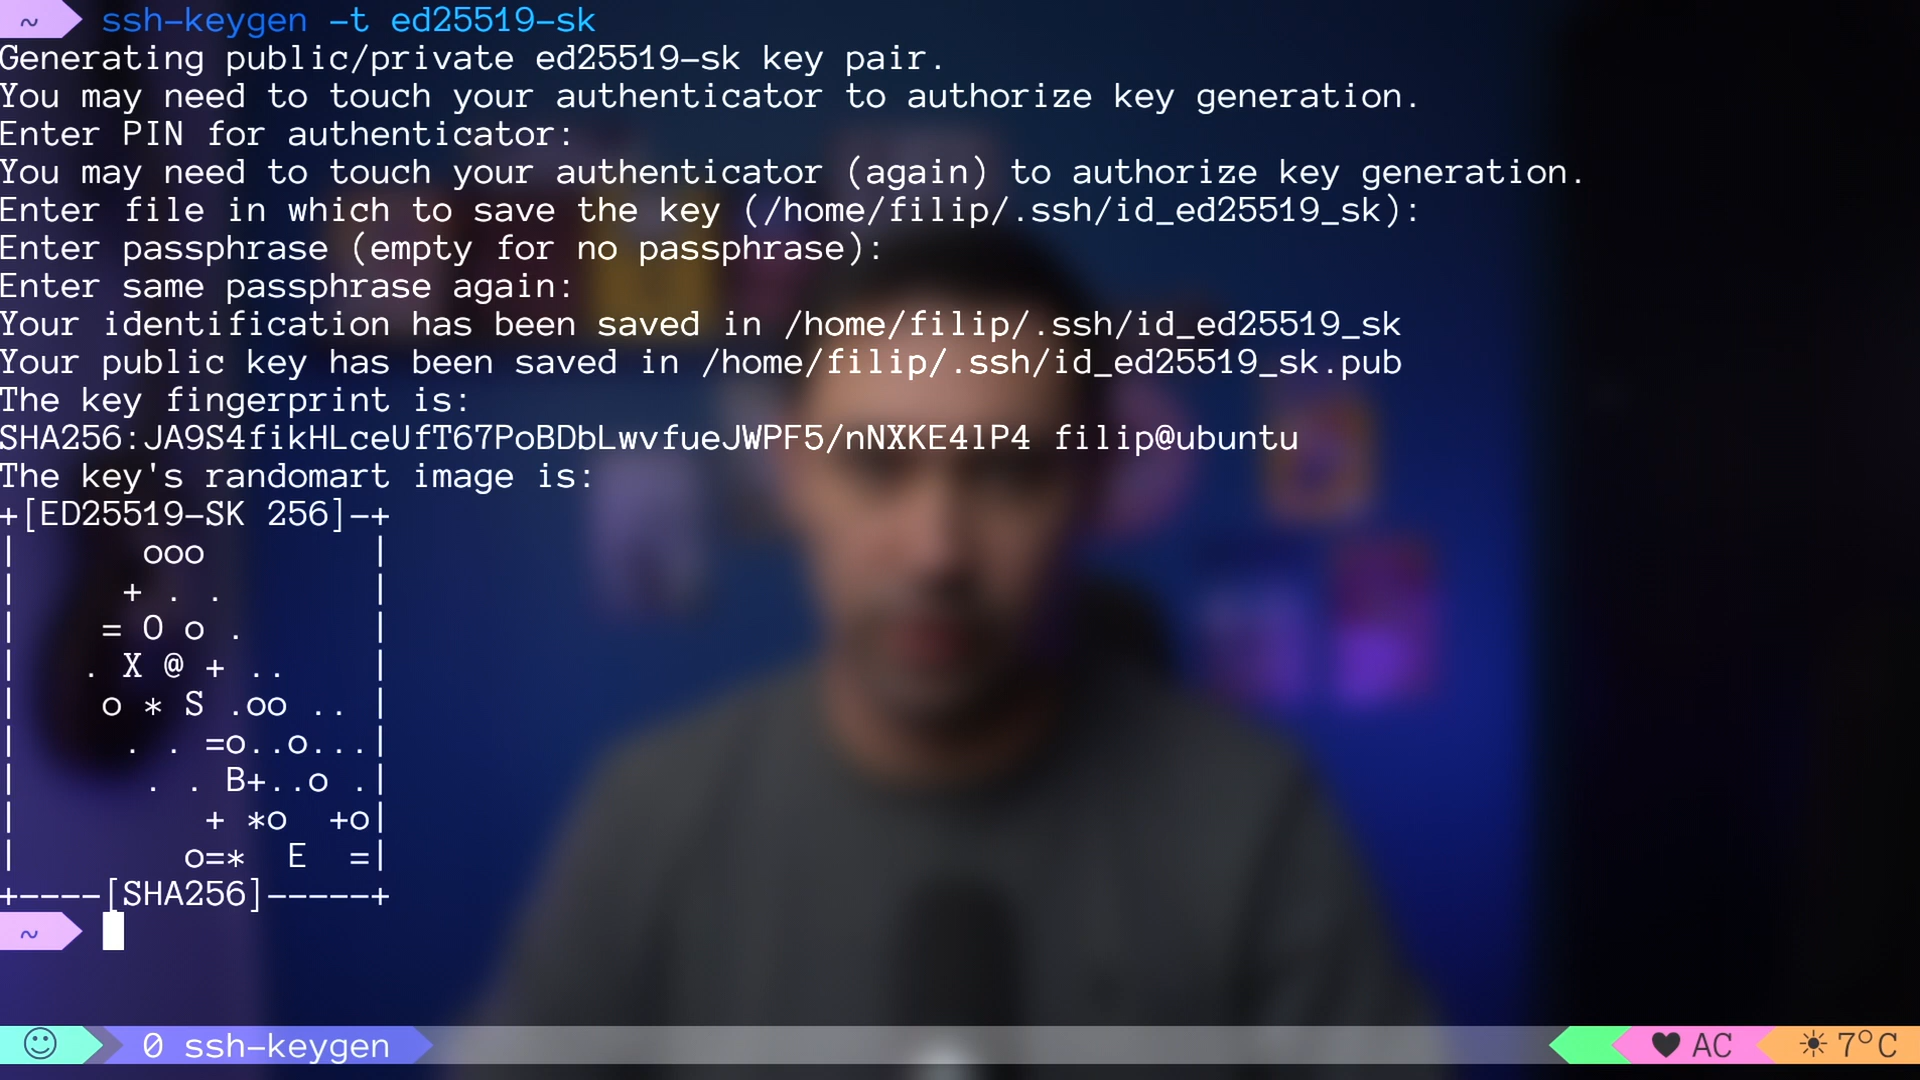 ~ ssh-keygen -t ed25519-sk
Generating public/private ed25519-sk key pair.
You may need to touch your authenticator to authorize key generation.
Enter PIN for authenticator:
You may need to touch your authenticator (again) to authorize key generation.
Enter file in which to save the key (/home/filip/.ssh/id_ed25519_sk):
Enter passphrase (empty for no passphrase):
Enter same passphrase again:
Your identification has been saved in /home/filip/.ssh/id_ed25519_sk
Your public key has been saved in /home/filip/.ssh/id_ed25519_sk.pub
The key fingerprint is:
SHA256:JA9S4fikHLceUfT67PoBDbLwvfueJWPF5/nNXKE4lP4 filip@ubuntu
The key's randomart image is:
+[ED25519-SK 256]-+
|      ooo        |
|     + . .       |
|    = O o .      |
|   . X @ + ..    |
|    o * S .oo .. |
|     . . =o..o...|
|      . . B+..o .|
|         + *o  +o|
|        o=*  E  =|
+----[SHA256]-----+
~
0 ssh-keygen
♥ AC ☀ 7°C